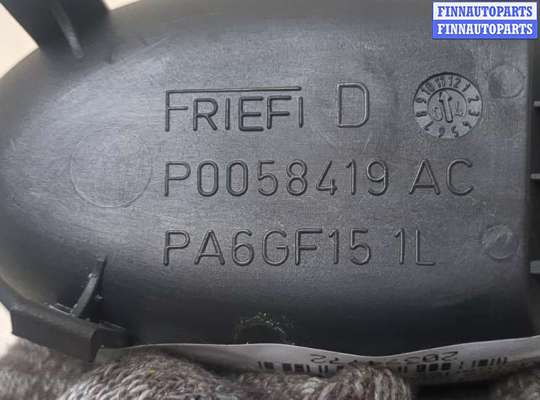 FINNAUTOPARTS
FINNAUTOPARTS
FRIEFI D
P0058419 AC
PA6GF15 1L